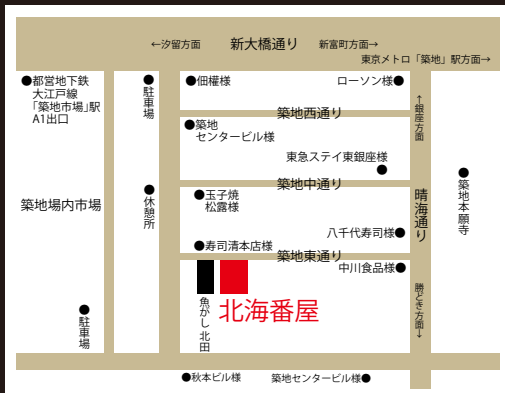 ←汐留方面 新大橋通り 新富町方面→
東京メトロ「築地」駅方面→
●都営地下鉄
大江戸線
「築地市場」駅
A1出口
●駐車場
●佃權様
ローソン様●
築地西通り
←銀座方面
●築地
センタービル様
東急ステイ東銀座様
●
築地中通り
築地場内市場
●休憩所
●玉子焼
松露様
晴海通り
●築地本願寺
八千代寿司様●
●寿司清本店様
築地東通り
中川食品様●
魚がし北田
北海番屋
勝どき方面→
●駐車場
●秋本ビル様
築地センタービル様●